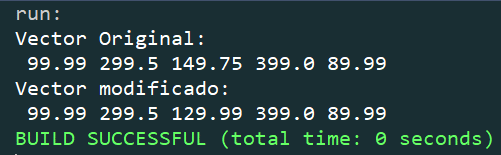 run:
Vector Original:
 99.99 299.5 149.75 399.0 89.99
Vector modificado:
 99.99 299.5 129.99 399.0 89.99
BUILD SUCCESSFUL (total time: 0 seconds)